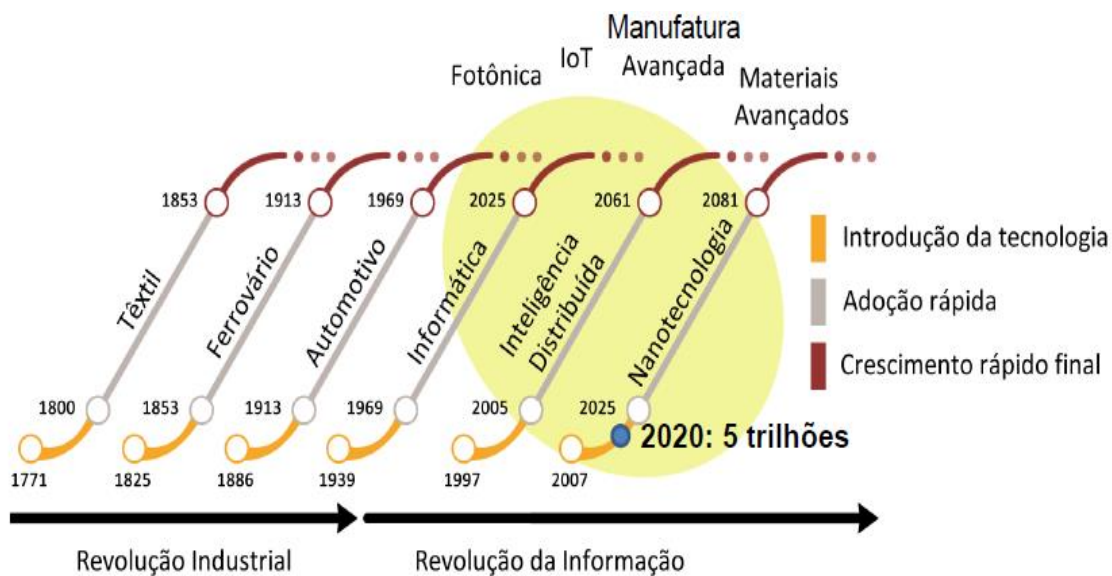 Manufatura
Avançada
IoT
Fotônica
Materiais
Avançados
1853
1913
1969
2025
2061
2081
Têxtil
Ferrovário
Automotivo
Informática
Inteligência
Distribuída
Nanotecnologia
Introdução da tecnologia
Adoção rápida
Crescimento rápido final
1800
1853
1913
1969
2005
2025
2020: 5 trilhões
1771
1825
1886
1939
1997
2007
Revolução Industrial
Revolução da Informação